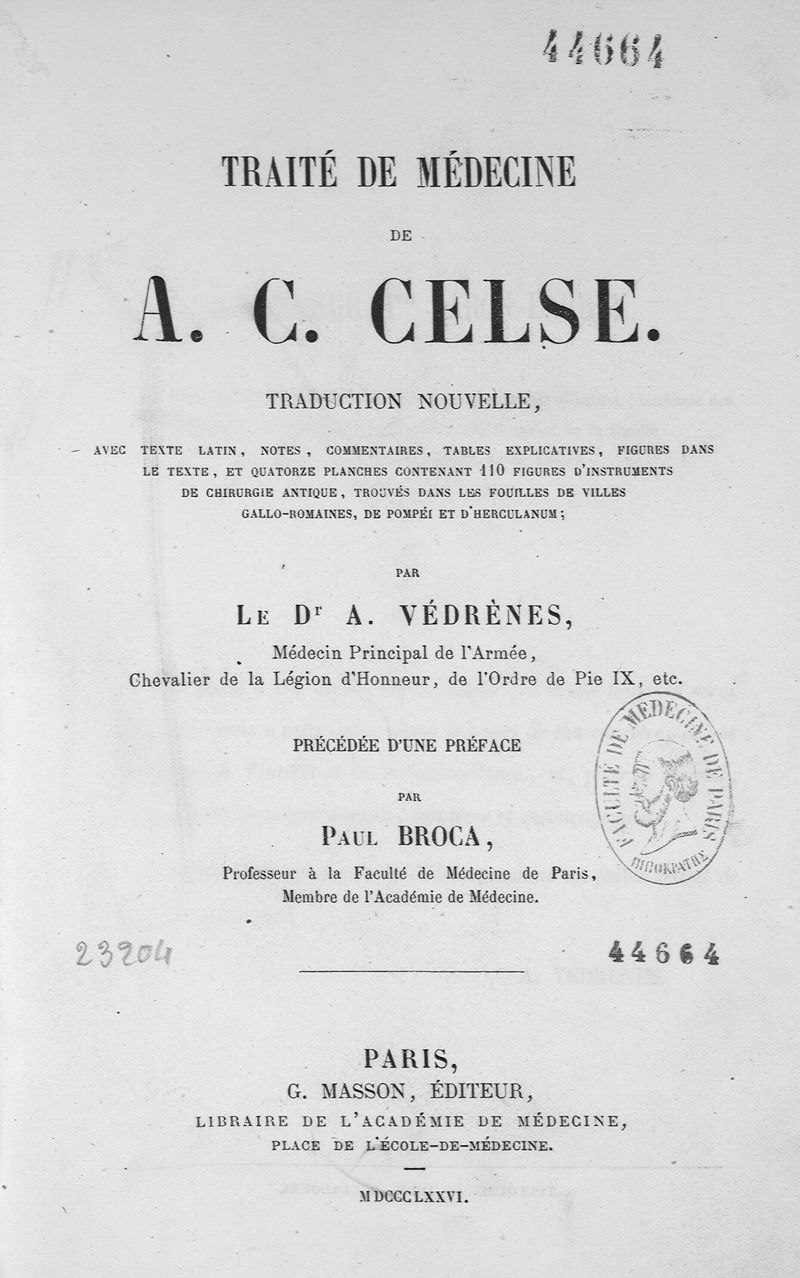 44664
TRAITÉ DE MÉDECINE
DE
A. C. CELSE.
TRADUCTION NOUVELLE,
AVEC TEXTE LATIN, NOTES, COMMENTAIRES, TABLES EXPLICATIVES, FIGURES DANS
LE TEXTE, ET QUATORZE PLANCHES CONTENANT 110 FIGURES D'INSTRUMENTS
DE CHIRURGIE ANTIQUE, TROUVÉS DANS LES FOUILLES DE VILLES
GALLO-ROMAINES, DE POMPÉI ET D'HERCULANUM;
PAR
LE Dr A. VÉDRÈNES,
Médecin Principal de l'Armée,
Chevalier de la Légion d'Honneur, de l'Ordre de Pie IX, etc.
PRÉCÉDÉE D'UNE PRÉFACE
PAR
PAUL BROCA,
Professeur à la Faculté de Médecine de Paris,
Membre de l'Académie de Médecine.
FACULTÉ DE MEDECINE DE PARIS
HIPPOKRATRE
23204
44664
PARIS,
G. MASSON, ÉDITEUR,
LIBRAIRE DE L'ACADÉMIE DE MÉDECINE,
PLACE DE L'ÉCOLE-DE-MÉDECINE.
MDCCCLXXVI.